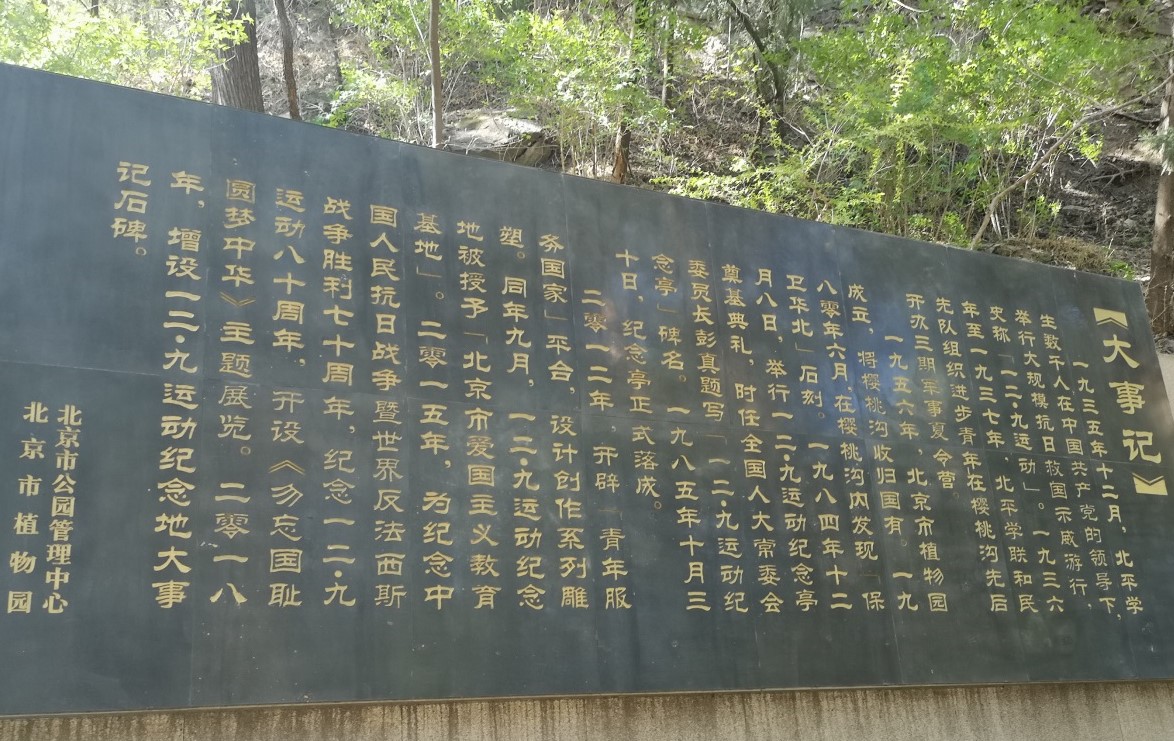 【大事记】
一九三五年十二月，北平学
生数千人在中国共产党的领导下，
举行大规模抗日救国示威游行，
史称「一二·九运动」。一九三六
年至一九三七年，北平学联和民
先队组织进步青年在樱桃沟先后
开办三期军事夏令营。
一九五六年，北京市植物园
成立，将樱桃沟收归国有。一九
八零年六月，在樱桃沟内发现「保
卫华北」石刻。一九八四年十二
月八日，举行一二·九运动纪念亭
奠基典礼，时任全国人大常委会
委员长彭真题写「一二·九运动纪
念亭」碑名。一九八五年十月三
十日，纪念亭正式落成。
二零一二年，开辟「青年服
务国家」平台，设计创作系列雕
塑。同年九月，一二·九运动纪念
地被授予「北京市爱国主义教育
基地」。二零一五年，为纪念中
国人民抗日战争暨世界反法西斯
战争胜利七十周年，纪念一二·九
运动八十周年，开设《勿忘国耻
圆梦中华》主题展览。二零一八
年，增设一二·九运动纪念地大事
记石碑。
北京市公园管理中心
北京市植物园